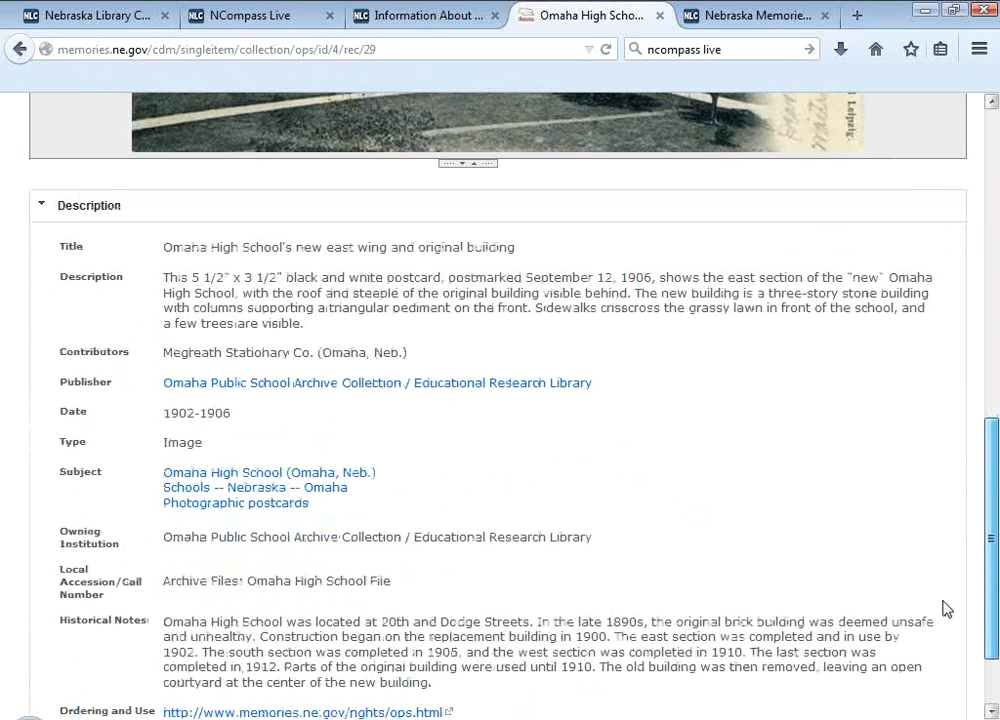 Nebraska Library C...
NCompass Live
Information About ...
Omaha High Scho...
Nebraska Memorie...
memories.ne.gov/cdm/singleitem/collection/ops/id/4/rec/29
ncompass live
Leipzig.
Description
Title
Omaha High School's new east wing and original building
Description
This 5 1/2" x 3 1/2" black and white postcard, postmarked September 12, 1906, shows the east section of the "new" Omaha
High School, with the roof and steeple of the original building visible behind. The new building is a three-story stone building
with columns supporting a triangular pediment on the front. Sidewalks crisscross the grassy lawn in front of the school, and
a few trees are visible.
Contributors
Megreath Stationary Co. (Omaha, Neb.)
Publisher
Omaha Public School Archive Collection / Educational Research Library
Date
1902-1906
Type
Image
Subject
Omaha High School (Omaha, Neb.)
Schools -- Nebraska -- Omaha
Photographic postcards
Owning
Institution
Omaha Public School Archive Collection / Educational Research Library
Local
Accession/Call
Number
Archive Files: Omaha High School File
Historical Notes
Omaha High School was located at 20th and Dodge Streets. In the late 1890s, the original brick building was deemed unsafe
and unhealthy. Construction began on the replacement building in 1900. The east section was completed and in use by
1902. The south section was completed in 1905, and the west section was completed in 1910. The last section was
completed in 1912. Parts of the original building were used until 1910. The old building was then removed, leaving an open
courtyard at the center of the new building.
Ordering and Use
http://www.memories.ne.gov/rights/ops.html